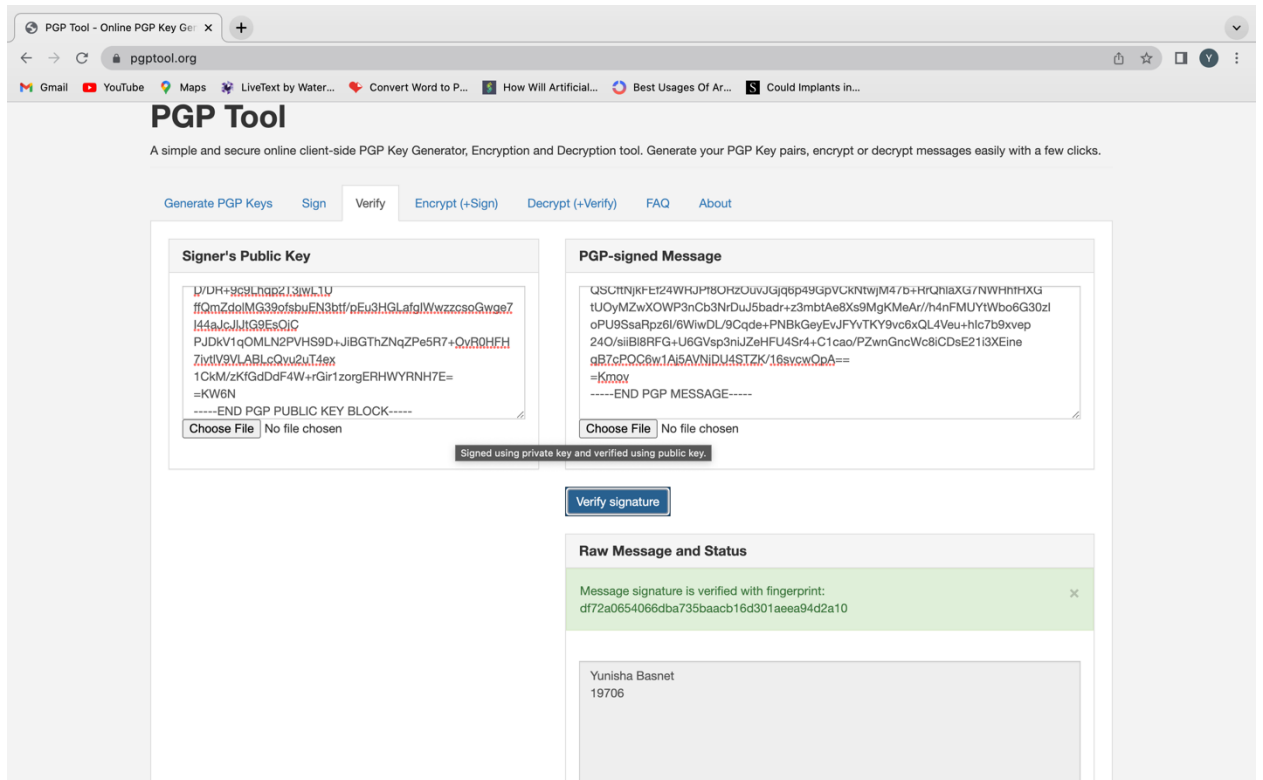 PGP Tool - Online PGP Key Ger
pgptool.org
Y
Gmail YouTube Maps LiveText by Water... Convert Word to P... How Will Artificial... Best Usages Of Ar... S Could Implants in...
PGP Tool
A simple and secure online client-side PGP Key Generator, Encryption and Decryption tool. Generate your PGP Key pairs, encrypt or decrypt messages easily with a few clicks.
Generate PGP Keys Sign Verify Encrypt (+Sign) Decrypt (+Verify) FAQ About
Signer's Public Key
PJDkV1qOMLN2PVHS9D+JiBGThZNqZPe5R7+OvR0HFH
1CkM/zKfGdDdF4W+rGir1zorgERHWYRNH7E=
=KW6N
-----END PGP PUBLIC KEY BLOCK-----
Choose File No file chosen
PGP-signed Message
tUOyMZwXOWP3nCb3NrDuJ5badr+z3mbtAe8Xs9MgKMeAr//h4nFMUYtWbo6G30zI
oPU9SsaRpz6I/6WiwDL/9Cqde+PNBkGeyEvJFYvTKY9vc6xQL4Veu+hlc7b9xvep
24O/siiBl8RFG+U6GVsp3niJZeHFU4Sr4+C1cao/PZwnGncWc8iCDsE21i3XEine
qB7cPOC6w1Aj5AVNjDU4STZK/16svcwOpA==
=Kmov
-----END PGP MESSAGE-----
Choose File No file chosen
Signed using private key and verified using public key.
Verify signature
Raw Message and Status
Message signature is verified with fingerprint:
df72a0654066dba735baacb16d301aeea94d2a10
Yunisha Basnet
19706